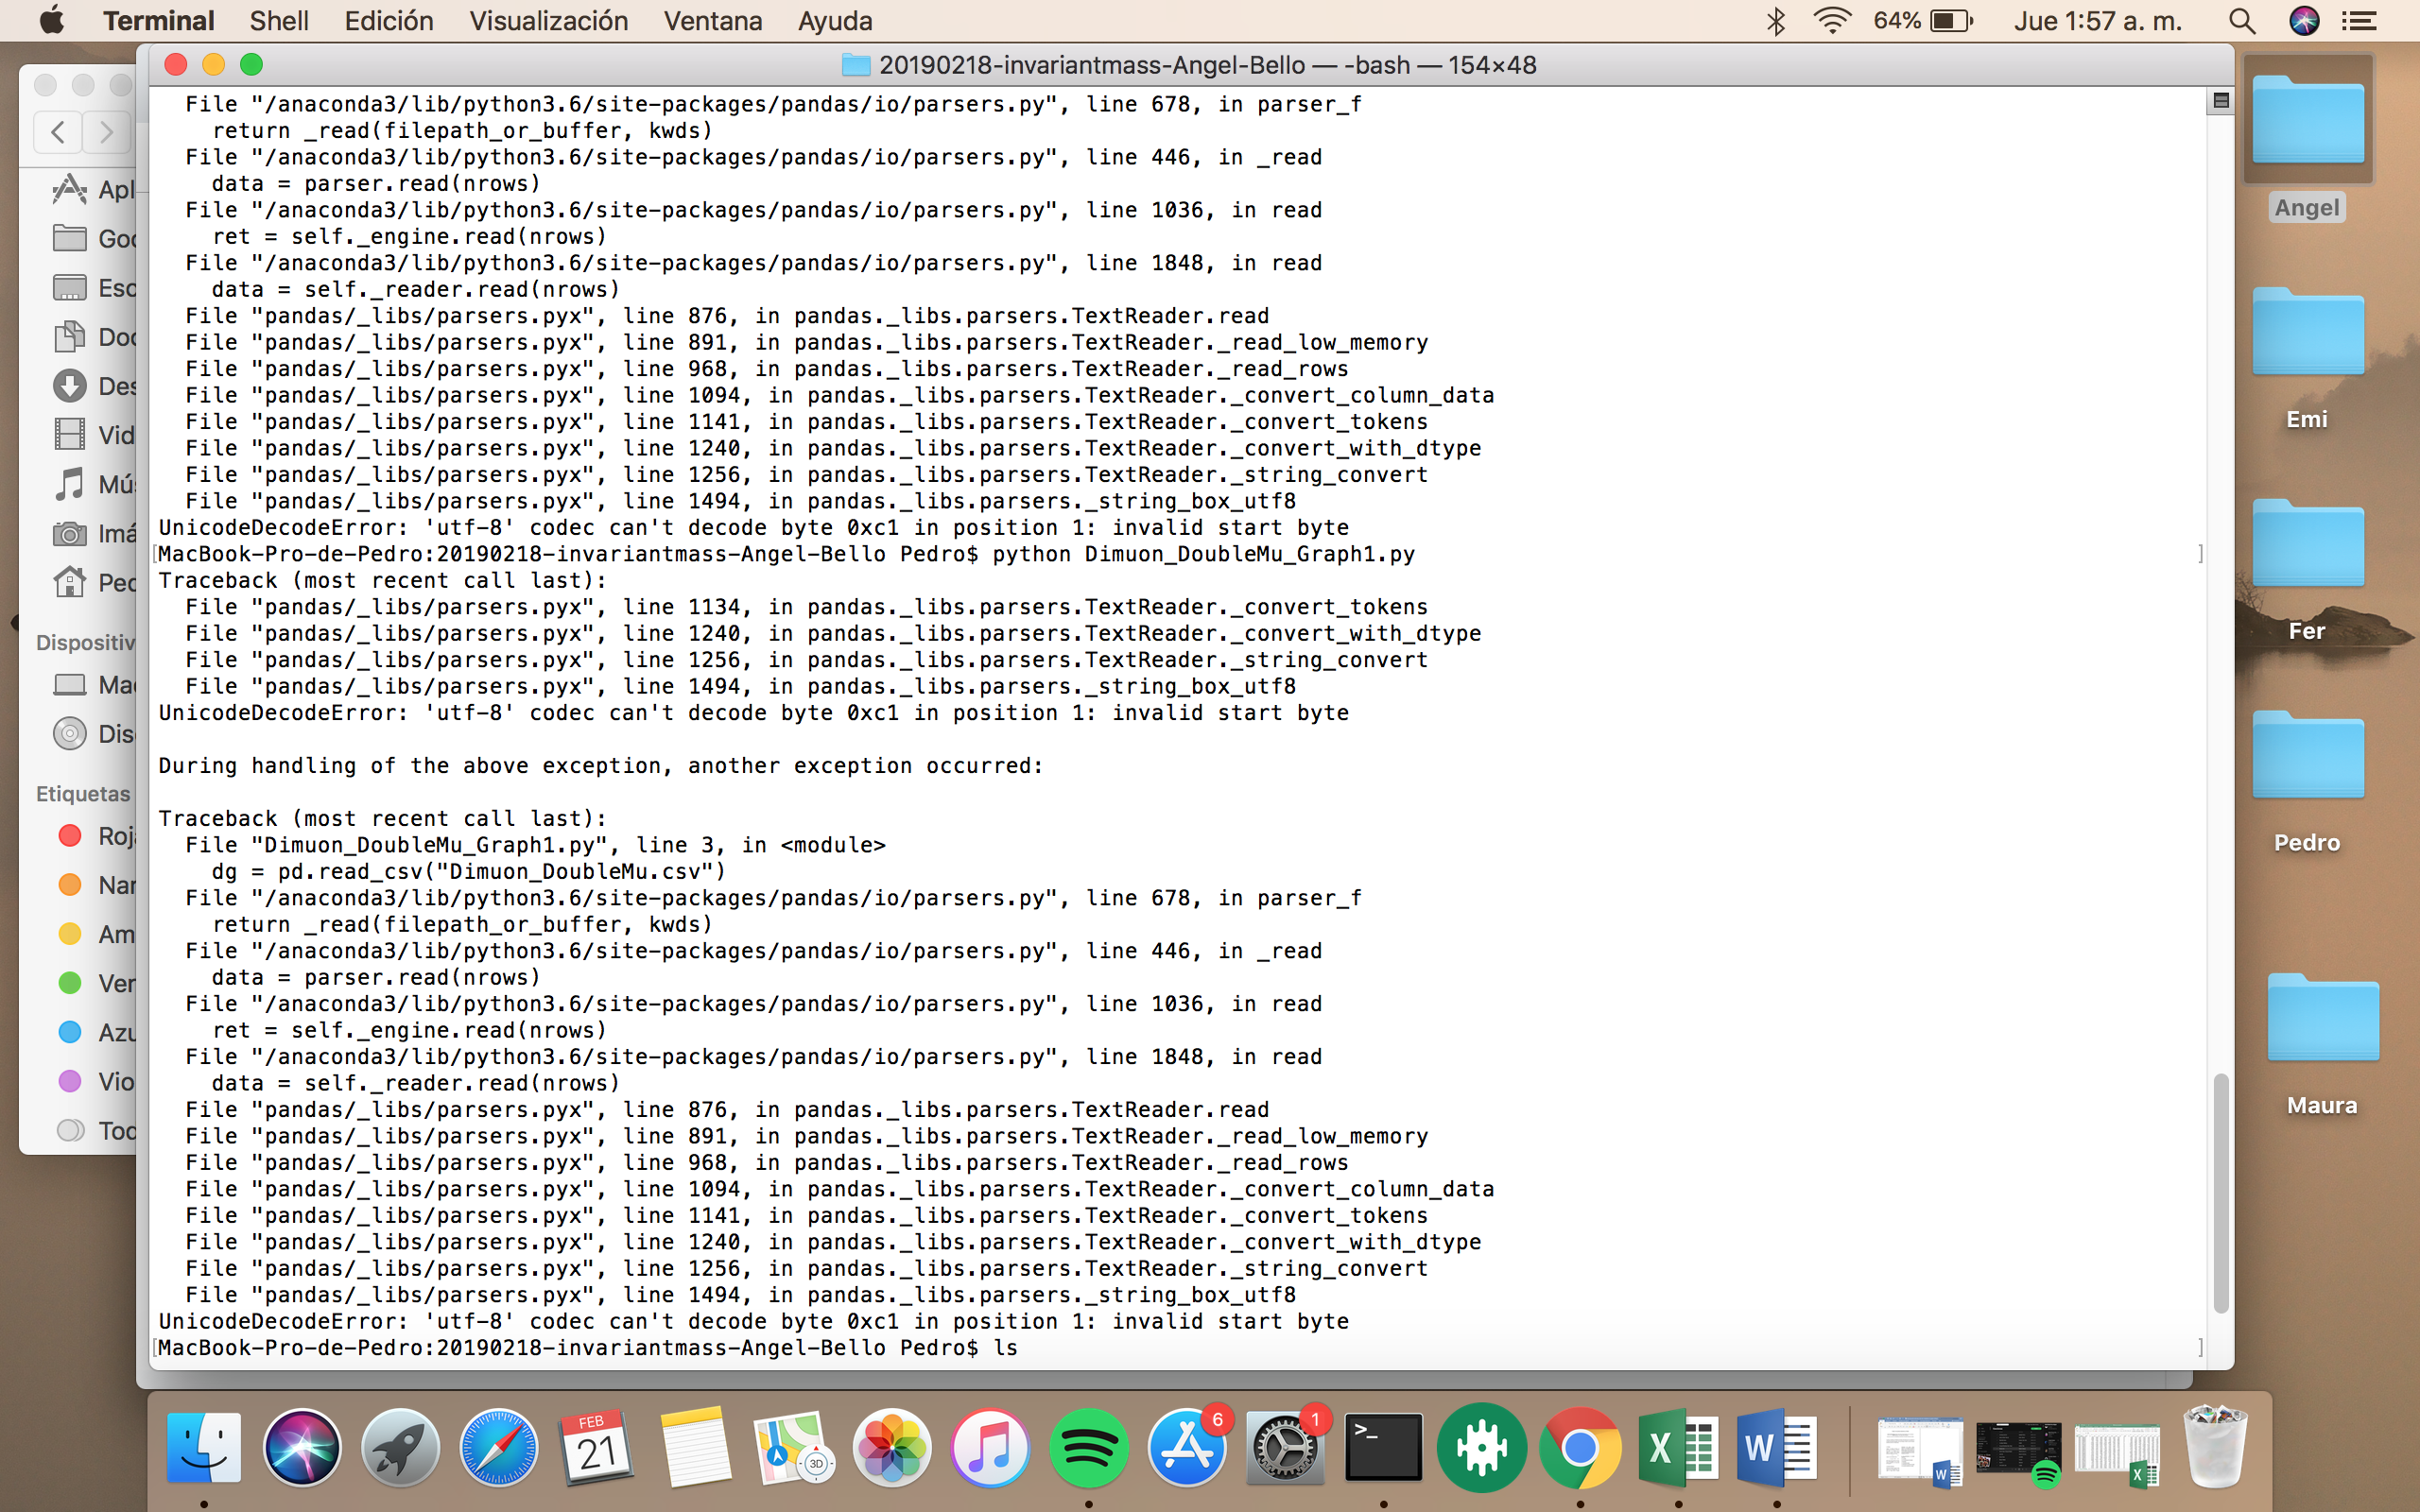 Terminal Shell Edición Visualización Ventana Ayuda 64% Jue 1:57 a. m.
20190218-invariantmass-Angel-Bello — -bash — 154×48
File "/anaconda3/lib/python3.6/site-packages/pandas/io/parsers.py", line 678, in parser_f
return _read(filepath_or_buffer, kwds)
File "/anaconda3/lib/python3.6/site-packages/pandas/io/parsers.py", line 446, in _read
data = parser.read(nrows)
File "/anaconda3/lib/python3.6/site-packages/pandas/io/parsers.py", line 1036, in read
ret = self._engine.read(nrows)
File "/anaconda3/lib/python3.6/site-packages/pandas/io/parsers.py", line 1848, in read
data = self._reader.read(nrows)
File "pandas/_libs/parsers.pyx", line 876, in pandas._libs.parsers.TextReader.read
File "pandas/_libs/parsers.pyx", line 891, in pandas._libs.parsers.TextReader._read_low_memory
File "pandas/_libs/parsers.pyx", line 968, in pandas._libs.parsers.TextReader._read_rows
File "pandas/_libs/parsers.pyx", line 1094, in pandas._libs.parsers.TextReader._convert_column_data
File "pandas/_libs/parsers.pyx", line 1141, in pandas._libs.parsers.TextReader._convert_tokens
File "pandas/_libs/parsers.pyx", line 1240, in pandas._libs.parsers.TextReader._convert_with_dtype
File "pandas/_libs/parsers.pyx", line 1256, in pandas._libs.parsers.TextReader._string_convert
File "pandas/_libs/parsers.pyx", line 1494, in pandas._libs.parsers._string_box_utf8
UnicodeDecodeError: 'utf-8' codec can't decode byte 0xc1 in position 1: invalid start byte
[MacBook-Pro-de-Pedro:20190218-invariantmass-Angel-Bello Pedro$ python Dimuon_DoubleMu_Graph1.py ]
Traceback (most recent call last):
File "pandas/_libs/parsers.pyx", line 1134, in pandas._libs.parsers.TextReader._convert_tokens
File "pandas/_libs/parsers.pyx", line 1240, in pandas._libs.parsers.TextReader._convert_with_dtype
File "pandas/_libs/parsers.pyx", line 1256, in pandas._libs.parsers.TextReader._string_convert
File "pandas/_libs/parsers.pyx", line 1494, in pandas._libs.parsers._string_box_utf8
UnicodeDecodeError: 'utf-8' codec can't decode byte 0xc1 in position 1: invalid start byte
During handling of the above exception, another exception occurred:
Traceback (most recent call last):
File "Dimuon_DoubleMu_Graph1.py", line 3, in <module>
dg = pd.read_csv("Dimuon_DoubleMu.csv")
File "/anaconda3/lib/python3.6/site-packages/pandas/io/parsers.py", line 678, in parser_f
return _read(filepath_or_buffer, kwds)
File "/anaconda3/lib/python3.6/site-packages/pandas/io/parsers.py", line 446, in _read
data = parser.read(nrows)
File "/anaconda3/lib/python3.6/site-packages/pandas/io/parsers.py", line 1036, in read
ret = self._engine.read(nrows)
File "/anaconda3/lib/python3.6/site-packages/pandas/io/parsers.py", line 1848, in read
data = self._reader.read(nrows)
File "pandas/_libs/parsers.pyx", line 876, in pandas._libs.parsers.TextReader.read
File "pandas/_libs/parsers.pyx", line 891, in pandas._libs.parsers.TextReader._read_low_memory
File "pandas/_libs/parsers.pyx", line 968, in pandas._libs.parsers.TextReader._read_rows
File "pandas/_libs/parsers.pyx", line 1094, in pandas._libs.parsers.TextReader._convert_column_data
File "pandas/_libs/parsers.pyx", line 1141, in pandas._libs.parsers.TextReader._convert_tokens
File "pandas/_libs/parsers.pyx", line 1240, in pandas._libs.parsers.TextReader._convert_with_dtype
File "pandas/_libs/parsers.pyx", line 1256, in pandas._libs.parsers.TextReader._string_convert
File "pandas/_libs/parsers.pyx", line 1494, in pandas._libs.parsers._string_box_utf8
UnicodeDecodeError: 'utf-8' codec can't decode byte 0xc1 in position 1: invalid start byte
[MacBook-Pro-de-Pedro:20190218-invariantmass-Angel-Bello Pedro$ ls ]
Apl
Goo
Esc
Doc
Des
Vid
Mús
Imá
Ped
Dispositiv
Mac
Dis
Etiquetas
Roj
Nar
Am
Ver
Azu
Vio
Tod
Angel
Emi
Fer
Pedro
Maura
FEB
21
3D
6
1
>_
X
W
W
X